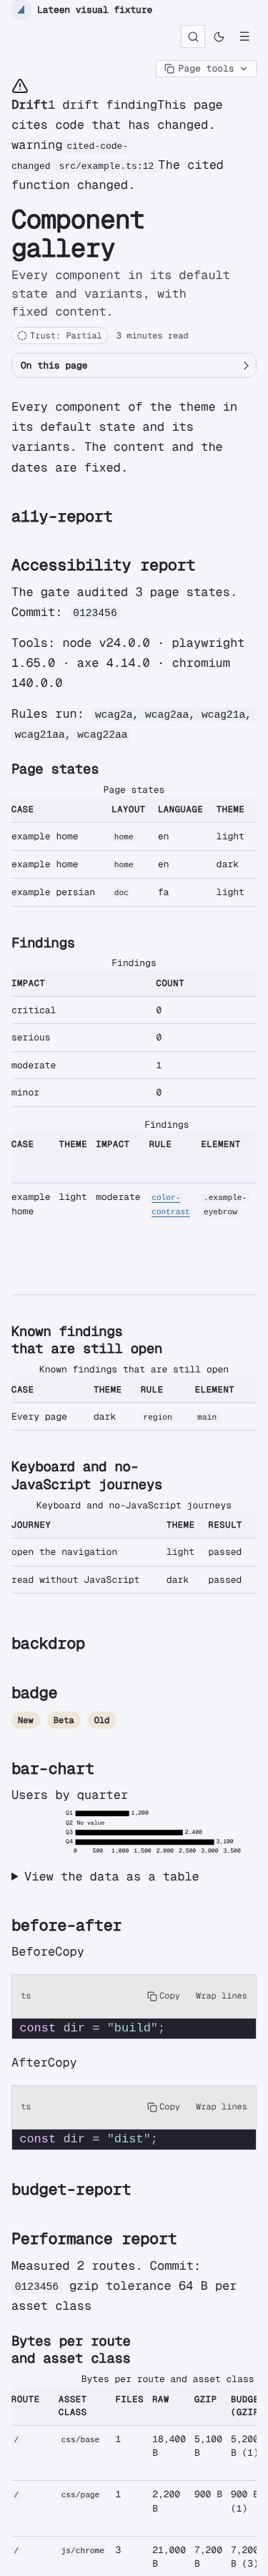 Lateen visual fixture
Page tools
Drift1 drift findingThis page
cites code that has changed.
warning cited-code-
changed src/example.ts:12 The cited
function changed.
Component
gallery
Every component in its default
state and variants, with
fixed content.
Trust: Partial 3 minutes read
On this page
Every component of the theme in
its default state and its
variants. The content and the
dates are fixed.
a11y-report
Accessibility report
The gate audited 3 page states.
Commit: 0123456
Tools: node v24.0.0 · playwright
1.65.0 · axe 4.14.0 · chromium
140.0.0
Rules run: wcag2a, wcag2aa, wcag21a,
wcag21aa, wcag22aa
Page states
Page states
CASE LAYOUT LANGUAGE THEME
example home home en light
example home home en dark
example persian doc fa light
Findings
Findings
IMPACT COUNT
critical 0
serious 0
moderate 1
minor 0
Findings
CASE THEME IMPACT RULE ELEMENT
example light moderate color- .example-
home contrast eyebrow
Known findings
that are still open
Known findings that are still open
CASE THEME RULE ELEMENT
Every page dark region main
Keyboard and no-
JavaScript journeys
Keyboard and no-JavaScript journeys
JOURNEY THEME RESULT
open the navigation light passed
read without JavaScript dark passed
backdrop
badge
New Beta Old
bar-chart
Users by quarter
Q1 1,200
Q2 No value
Q3 2,400
Q4 3,100
0 500 1,000 1,500 2,000 2,500 3,000 3,500
View the data as a table
before-after
BeforeCopy
ts Copy Wrap lines
const dir = "build";
AfterCopy
ts Copy Wrap lines
const dir = "dist";
budget-report
Performance report
Measured 2 routes. Commit:
0123456 gzip tolerance 64 B per
asset class
Bytes per route
and asset class
Bytes per route and asset class
ROUTE ASSET FILES RAW GZIP BUDGE
CLASS (GZIP
/ css/base 1 18,400 5,100 5,200
B B B (1)
/ css/page 1 2,200 900 B 900 B
B (1)
/ js/chrome 3 21,000 7,200 7,200
B B B (3)